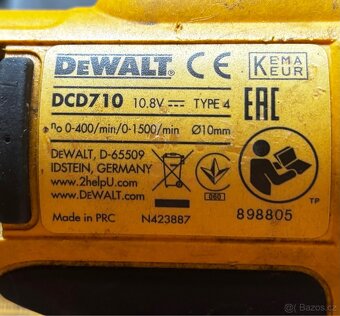 DEWALT® CE KEMA KEUR
DCD710 10.8V TYPE 4 EAC
n₀ 0-400/min/0-1500/min Ø10mm
DEWALT, D-65509
IDSTEIN, GERMANY
www.2helpU.com
www.DEWALT.com
060
Made in PRC N423887 898805
TP
Bazos.cz